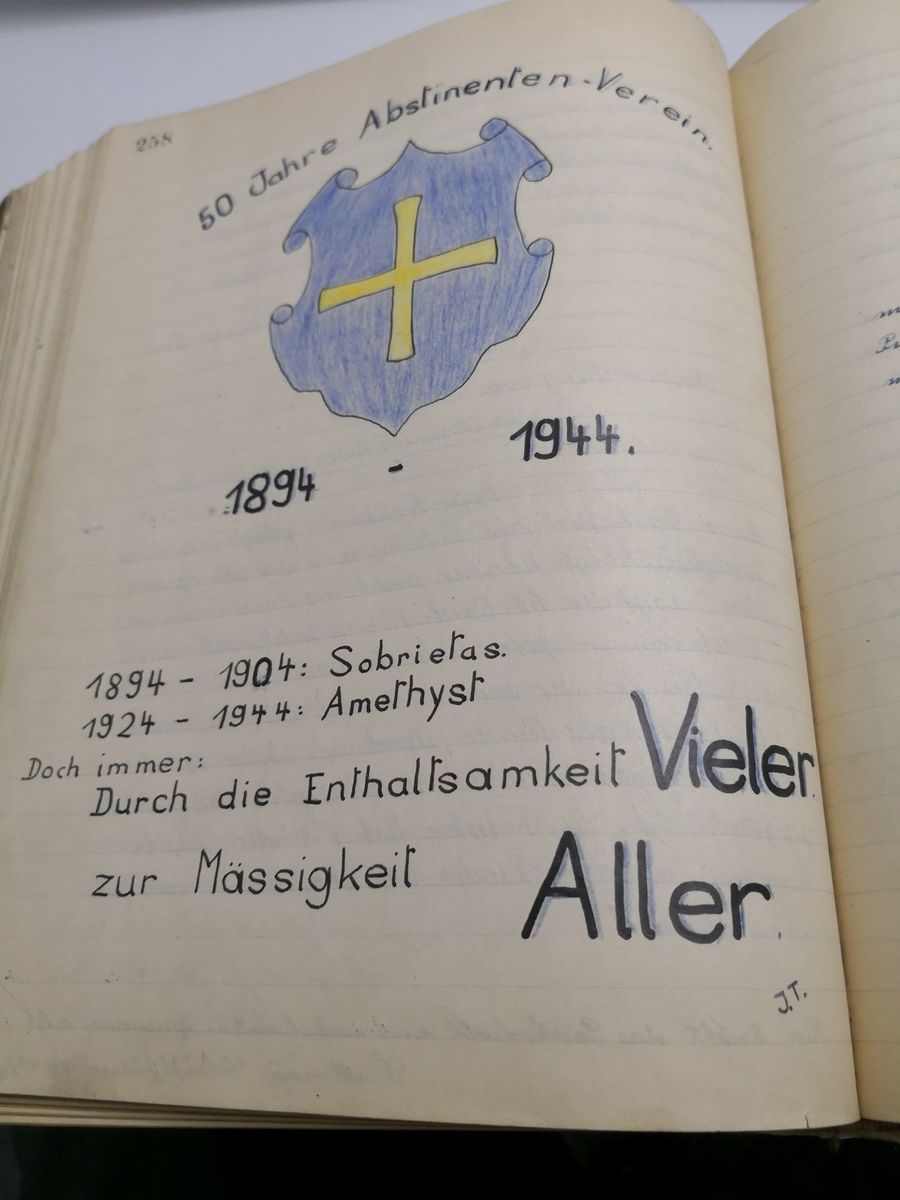 258
50 Jahre Abstinenten-Verein.
1894 - 1944.
1894 - 1904: Sobrietas.
1924 - 1944: Amethyst
Doch immer:
Durch die Enthaltsamkeit Vieler
zur Mässigkeit Aller.
J.T.